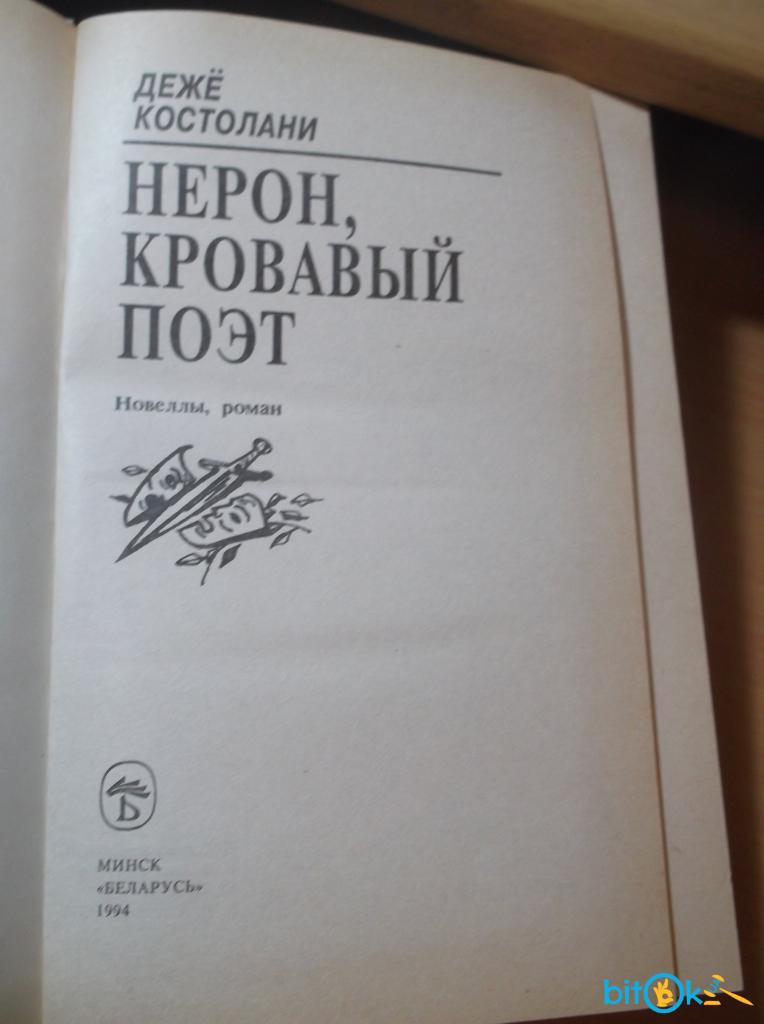 ДЕЖЁ
КОСТОЛАНИ
НЕРОН,
КРОВАВЫЙ
ПОЭТ
Новеллы, роман
Б
МИНСК
«БЕЛАРУСЬ»
1994
bitok